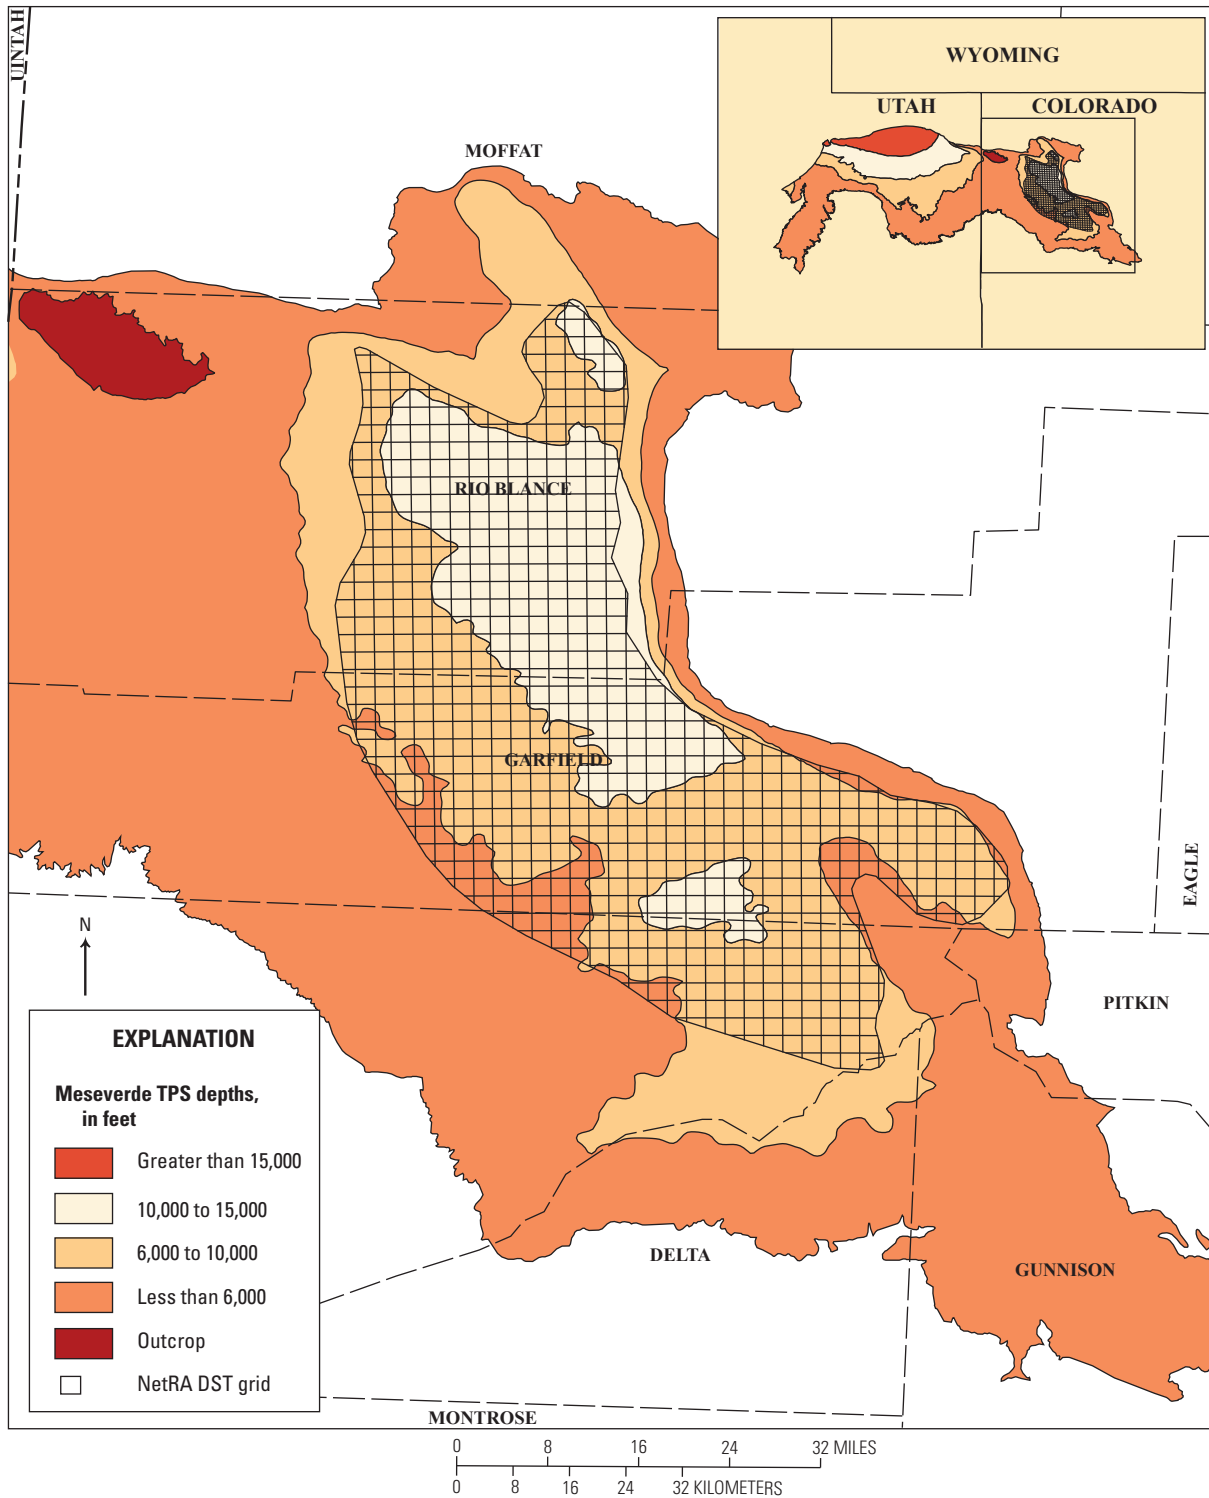 UINTAH
WYOMING
UTAH
COLORADO
MOFFAT
RIO BLANCE
GARFIELD
EAGLE
N
PITKIN
EXPLANATION
Meseverde TPS depths,
in feet
Greater than 15,000
10,000 to 15,000
6,000 to 10,000
Less than 6,000
Outcrop
NetRA DST grid
DELTA
GUNNISON
MONTROSE
0 8 16 24 32 MILES
0 8 16 24 32 KILOMETERS